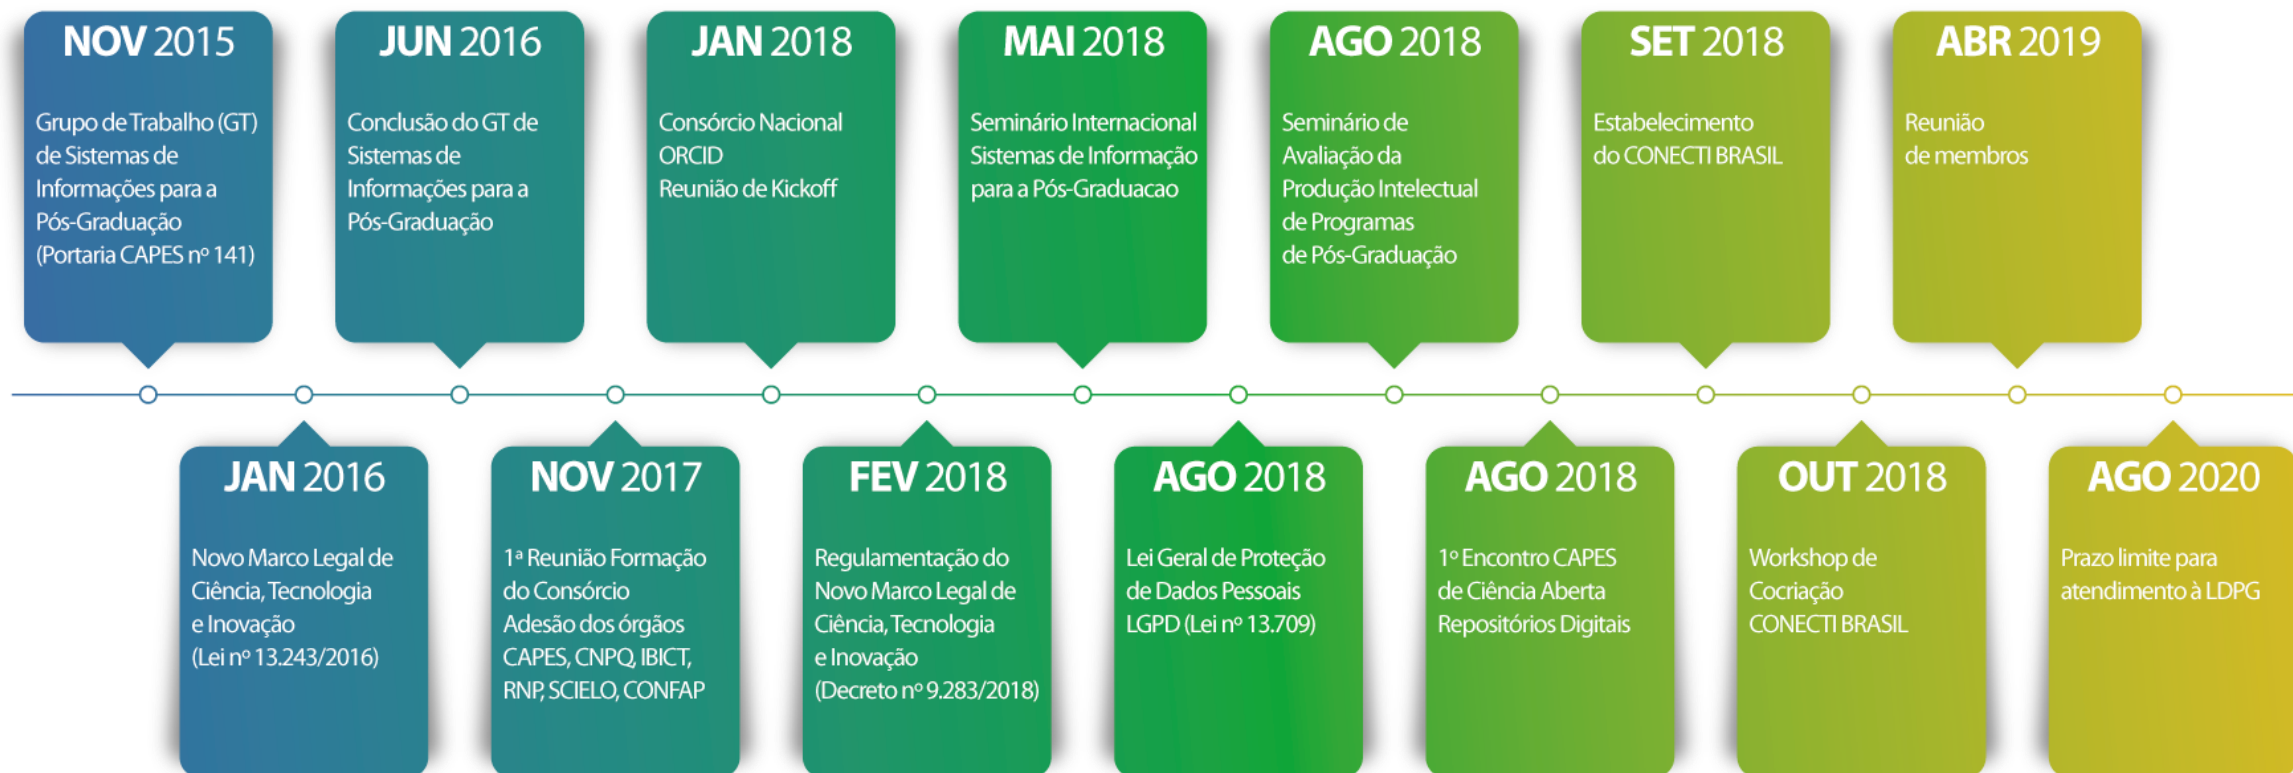 NOV 2015
Grupo de Trabalho (GT)
de Sistemas de
Informações para a
Pós-Graduação
(Portaria CAPES nº 141)
JAN 2016
Novo Marco Legal de
Ciência, Tecnologia
e Inovação
(Lei nº 13.243/2016)
JUN 2016
Conclusão do GT de
Sistemas de
Informações para a
Pós-Graduação
NOV 2017
1ª Reunião Formação
do Consórcio
Adesão dos órgãos
CAPES, CNPQ, IBICT,
RNP, SCIELO, CONFAP
JAN 2018
Consórcio Nacional
ORCID
Reunião de Kickoff
FEV 2018
Regulamentação do
Novo Marco Legal de
Ciência, Tecnologia
e Inovação
(Decreto nº 9.283/2018)
MAI 2018
Seminário Internacional
Sistemas de Informação
para a Pós-Graduacao
AGO 2018
Lei Geral de Proteção
de Dados Pessoais
LGPD (Lei nº 13.709)
AGO 2018
Seminário de
Avaliação da
Produção Intelectual
de Programas
de Pós-Graduação
AGO 2018
1º Encontro CAPES
de Ciência Aberta
Repositórios Digitais
SET 2018
Estabelecimento
do CONECTI BRASIL
OUT 2018
Workshop de
Cocriação
CONECTI BRASIL
ABR 2019
Reunião
de membros
AGO 2020
Prazo limite para
atendimento à LDPG